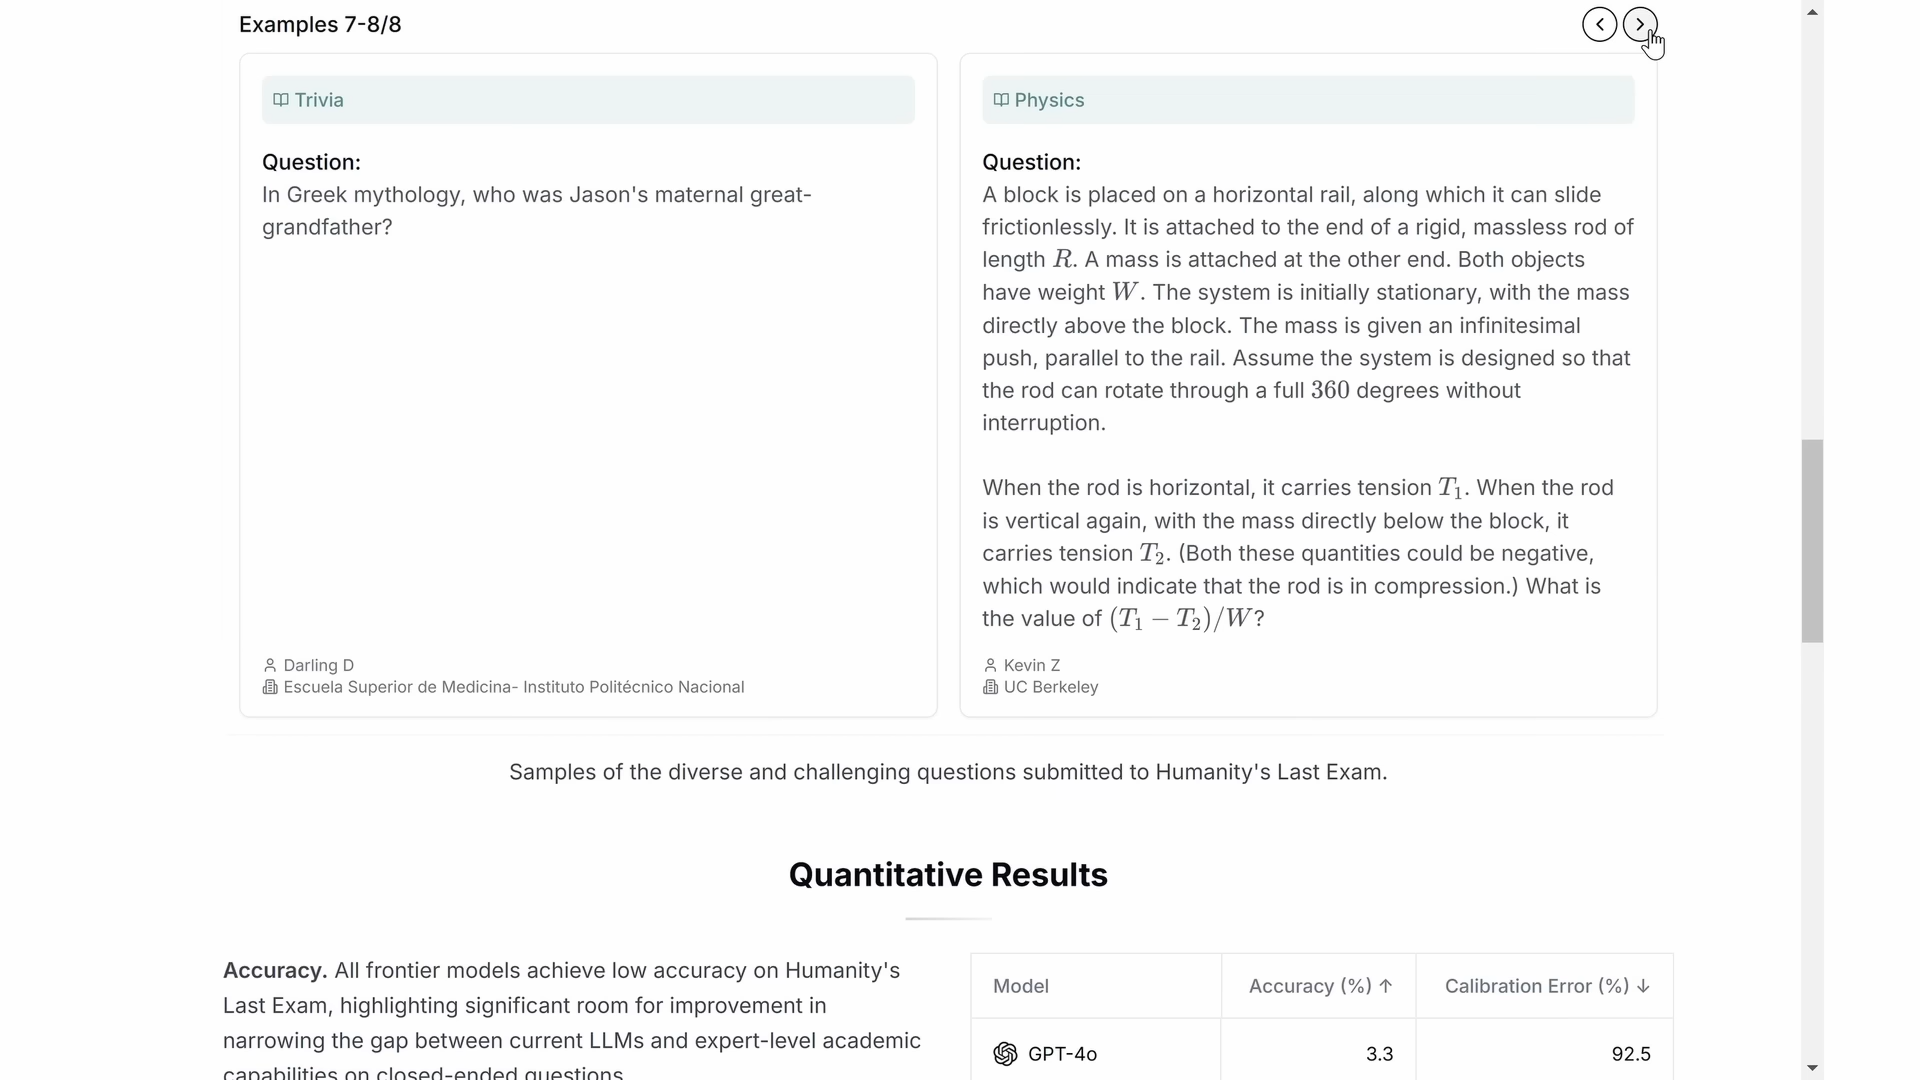 Examples 7-8/8
Trivia
Question:
In Greek mythology, who was Jason's maternal great-
grandfather?
Darling D
Escuela Superior de Medicina- Instituto Politécnico Nacional
Physics
Question:
A block is placed on a horizontal rail, along which it can slide
frictionlessly. It is attached to the end of a rigid, massless rod of
length R. A mass is attached at the other end. Both objects
have weight W. The system is initially stationary, with the mass
directly above the block. The mass is given an infinitesimal
push, parallel to the rail. Assume the system is designed so that
the rod can rotate through a full 360 degrees without
interruption.
When the rod is horizontal, it carries tension T₁. When the rod
is vertical again, with the mass directly below the block, it
carries tension T₂. (Both these quantities could be negative,
which would indicate that the rod is in compression.) What is
the value of (T₁ − T₂)/W?
Kevin Z
UC Berkeley
Samples of the diverse and challenging questions submitted to Humanity's Last Exam.
Quantitative Results
Accuracy. All frontier models achieve low accuracy on Humanity's
Last Exam, highlighting significant room for improvement in
narrowing the gap between current LLMs and expert-level academic
capabilities on closed-ended questions.
Model Accuracy (%) ↑ Calibration Error (%) ↓
GPT-4o 3.3 92.5